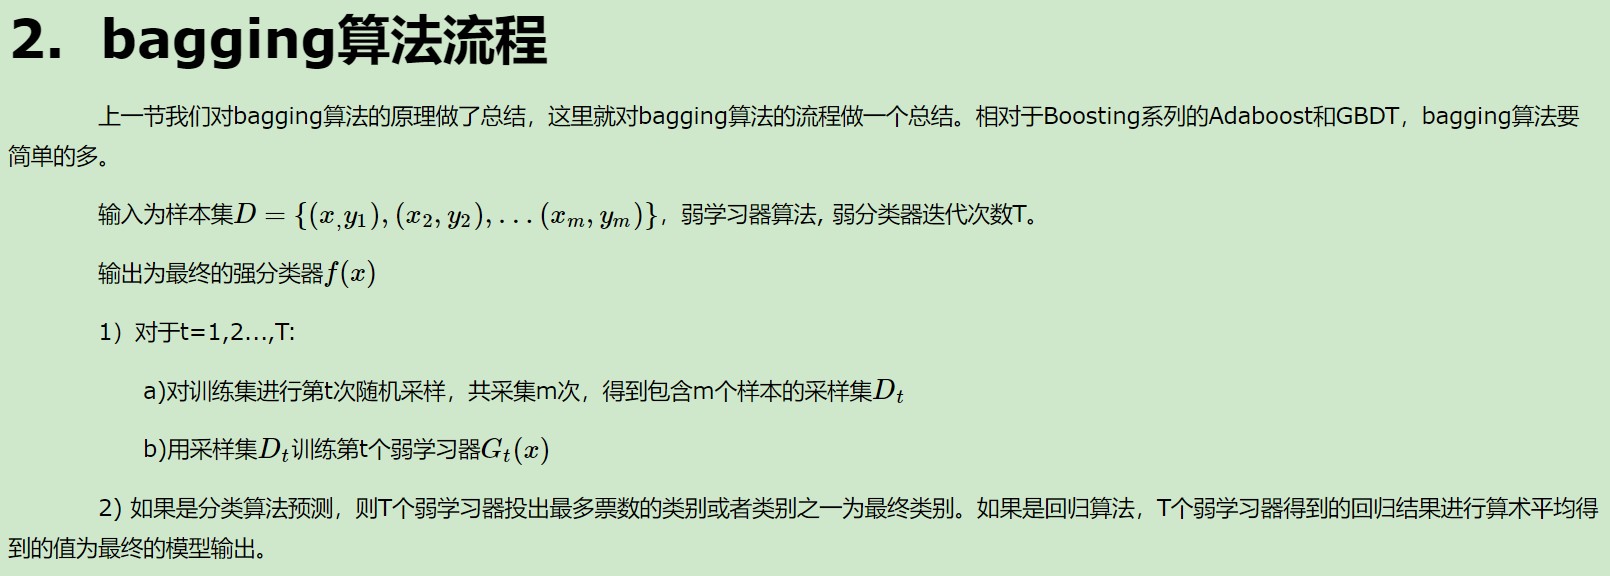 2. bagging算法流程
上一节我们对bagging算法的原理做了总结，这里就对bagging算法的流程做一个总结。相对于Boosting系列的Adaboost和GBDT，bagging算法要
简单的多。
输入为样本集D = {(x,y₁), (x₂, y₂), . . . (xₘ, yₘ)}，弱学习器算法, 弱分类器迭代次数T。
输出为最终的强分类器f(x)
1）对于t=1,2...,T:
a)对训练集进行第t次随机采样，共采集m次，得到包含m个样本的采样集Dₜ
b)用采样集Dₜ训练第t个弱学习器Gₜ(x)
2) 如果是分类算法预测，则T个弱学习器投出最多票数的类别或者类别之一为最终类别。如果是回归算法，T个弱学习器得到的回归结果进行算术平均得
到的值为最终的模型输出。